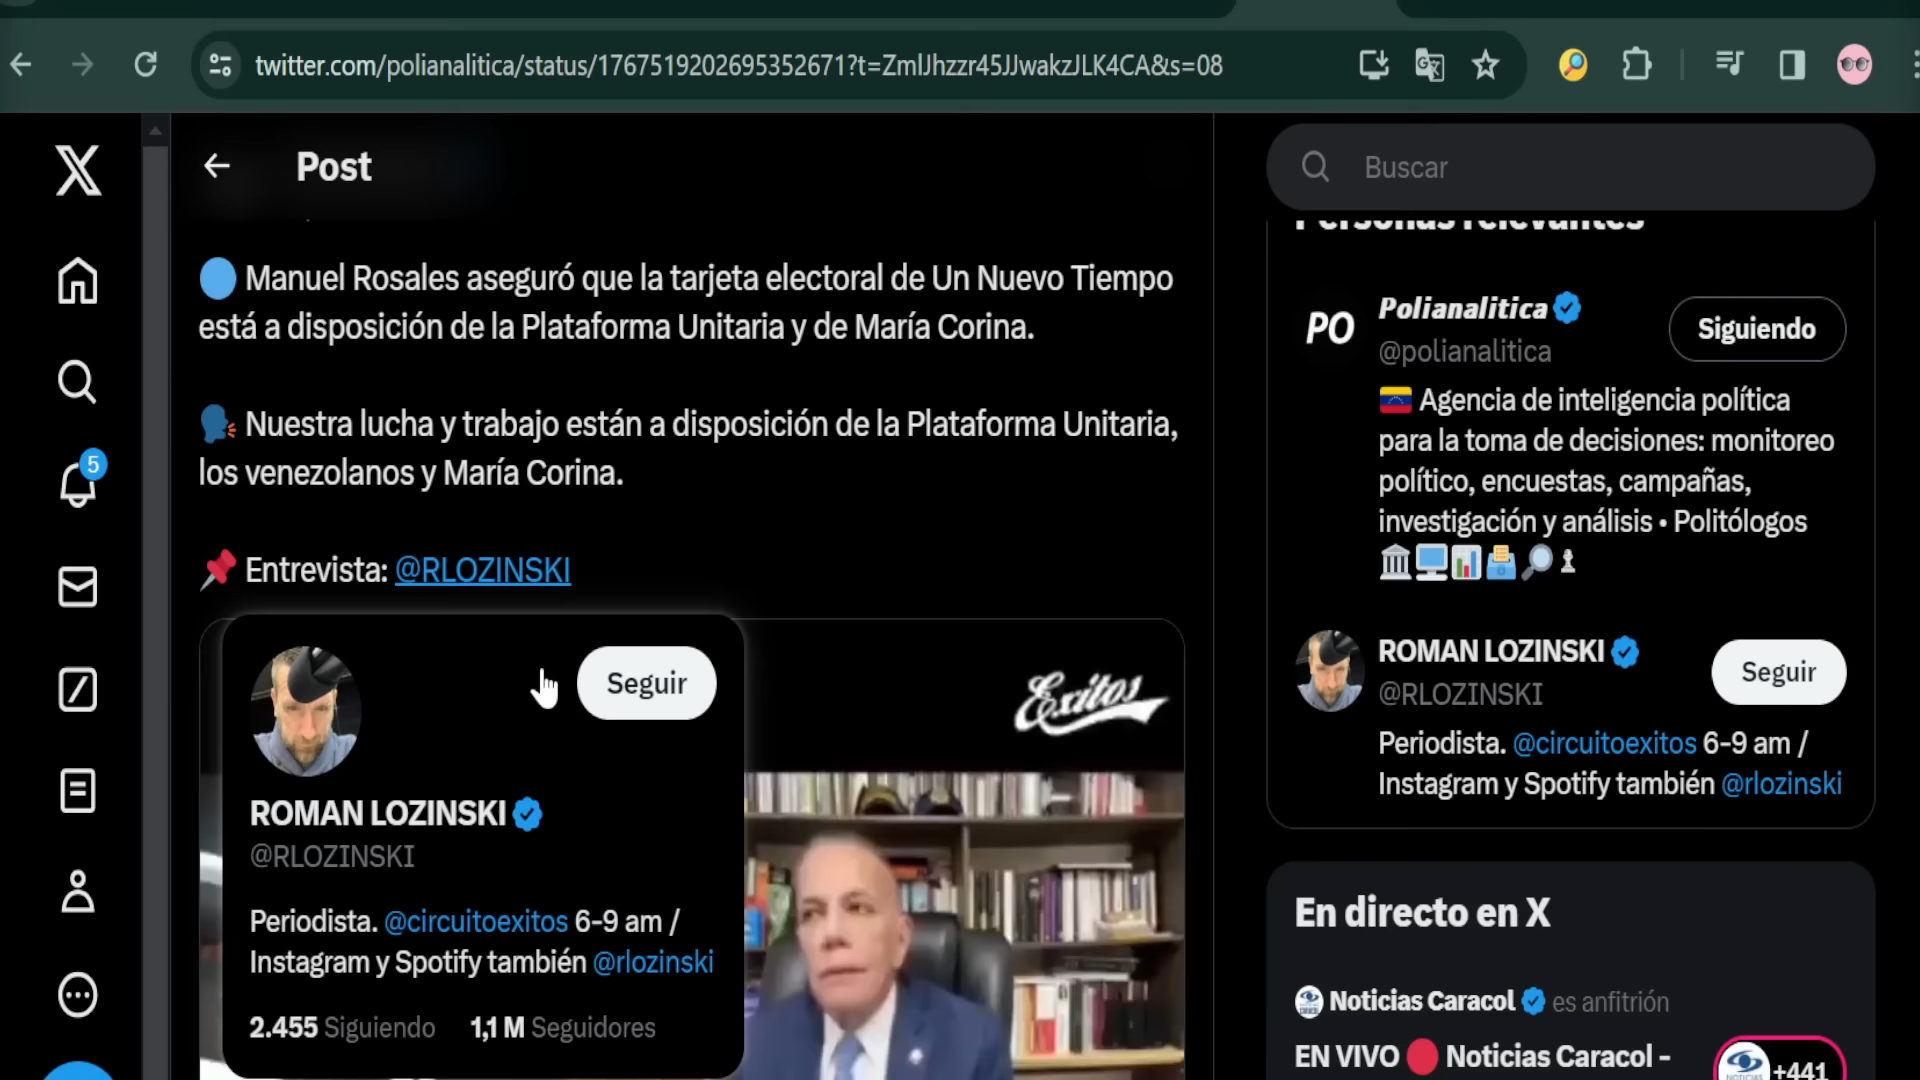 twitter.com/polianalitica/status/1767519202695352671?t=ZmlJhzzr45JJwakzJLK4CA&s=08
Post
Buscar
Manuel Rosales aseguró que la tarjeta electoral de Un Nuevo Tiempo
está a disposición de la Plataforma Unitaria y de María Corina.
Nuestra lucha y trabajo están a disposición de la Plataforma Unitaria,
los venezolanos y María Corina.
Entrevista: @RLOZINSKI
5
Seguir
ROMAN LOZINSKI
@RLOZINSKI
Periodista. @circuitoexitos 6-9 am /
Instagram y Spotify también @rlozinski
2.455 Siguiendo 1,1 M Seguidores
Exitos
Personas relevantes
PO
Polianalitica
@polianalitica
Siguiendo
Agencia de inteligencia política
para la toma de decisiones: monitoreo
político, encuestas, campañas,
investigación y análisis • Politólogos
ROMAN LOZINSKI
@RLOZINSKI
Seguir
Periodista. @circuitoexitos 6-9 am /
Instagram y Spotify también @rlozinski
En directo en X
Noticias Caracol es anfitrión
EN VIVO Noticias Caracol -
+441